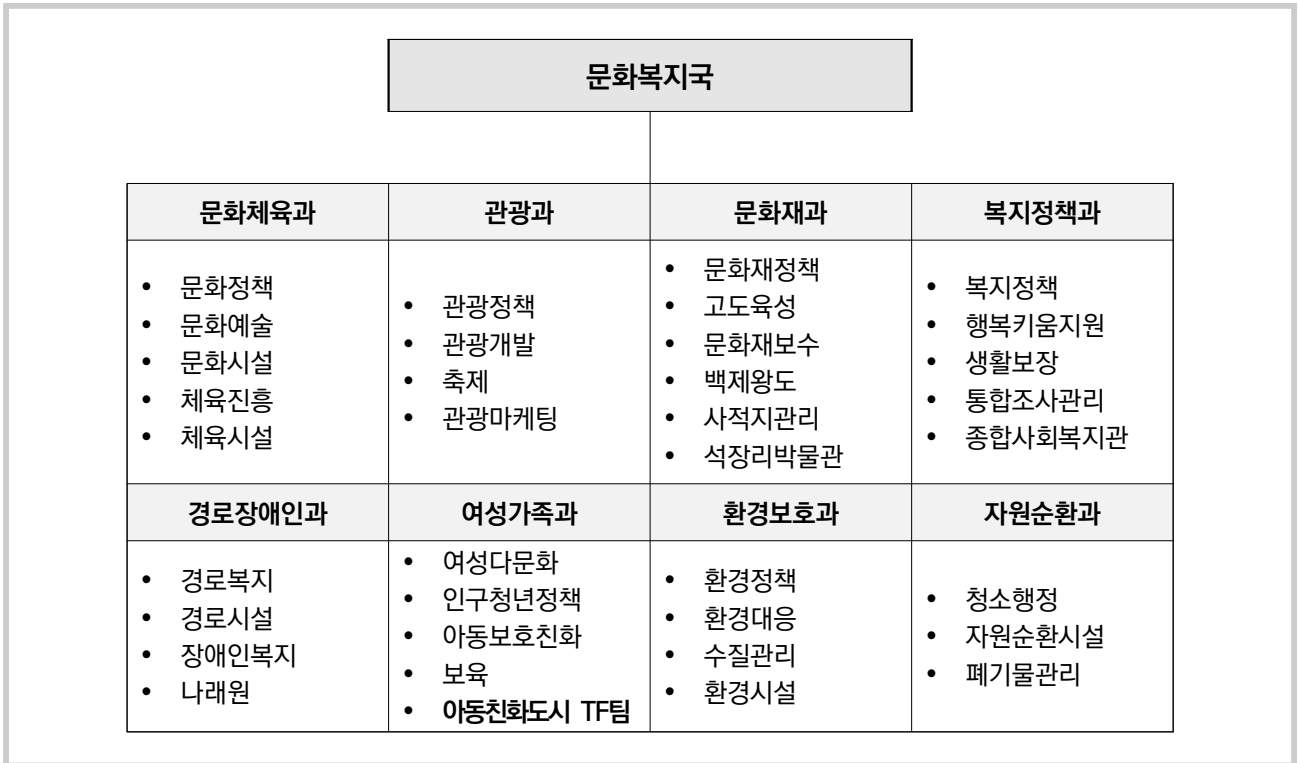 문화복지국
문화체육과
관광과
문화재과
복지정책과
• 문화정책
• 문화예술
• 문화시설
• 체육진흥
• 체육시설
• 관광정책
• 관광개발
• 축제
• 관광마케팅
• 문화재정책
• 고도육성
• 문화재보수
• 백제왕도
• 사적지관리
• 석장리박물관
• 복지정책
• 행복키움지원
• 생활보장
• 통합조사관리
• 종합사회복지관
경로장애인과
여성가족과
환경보호과
자원순환과
• 경로복지
• 경로시설
• 장애인복지
• 나래원
• 여성다문화
• 인구청년정책
• 아동보호친화
• 보육
• 아동친화도시 TF팀
• 환경정책
• 환경대응
• 수질관리
• 환경시설
• 청소행정
• 자원순환시설
• 폐기물관리